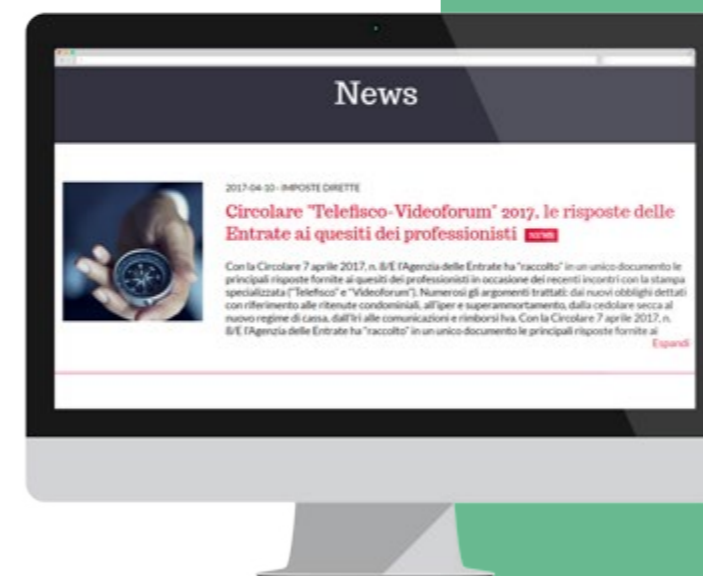 News
2017-04-10 - IMPOSTE DIRETTE
Circolare "Telefisco-Videoforum" 2017, le risposte delle
Entrate ai quesiti dei professionisti NEWS
Con la Circolare 7 aprile 2017, n. 8/E l'Agenzia delle Entrate ha "raccolto" in un unico documento le
principali risposte fornite ai quesiti dei professionisti in occasione dei recenti incontri con la stampa
specializzata ("Telefisco" e "Videoforum"). Numerosi gli argomenti trattati: dai nuovi obblighi dettati
con riferimento alle ritenute condominiali, all'iper e superammortamento, dalla cedolare secca al
nuovo regime di cassa, dall'Iri alle comunicazioni e rimborsi Iva. Con la Circolare 7 aprile 2017, n.
8/E l'Agenzia delle Entrate ha "raccolto" in un unico documento le principali risposte fornite ai
Espandi